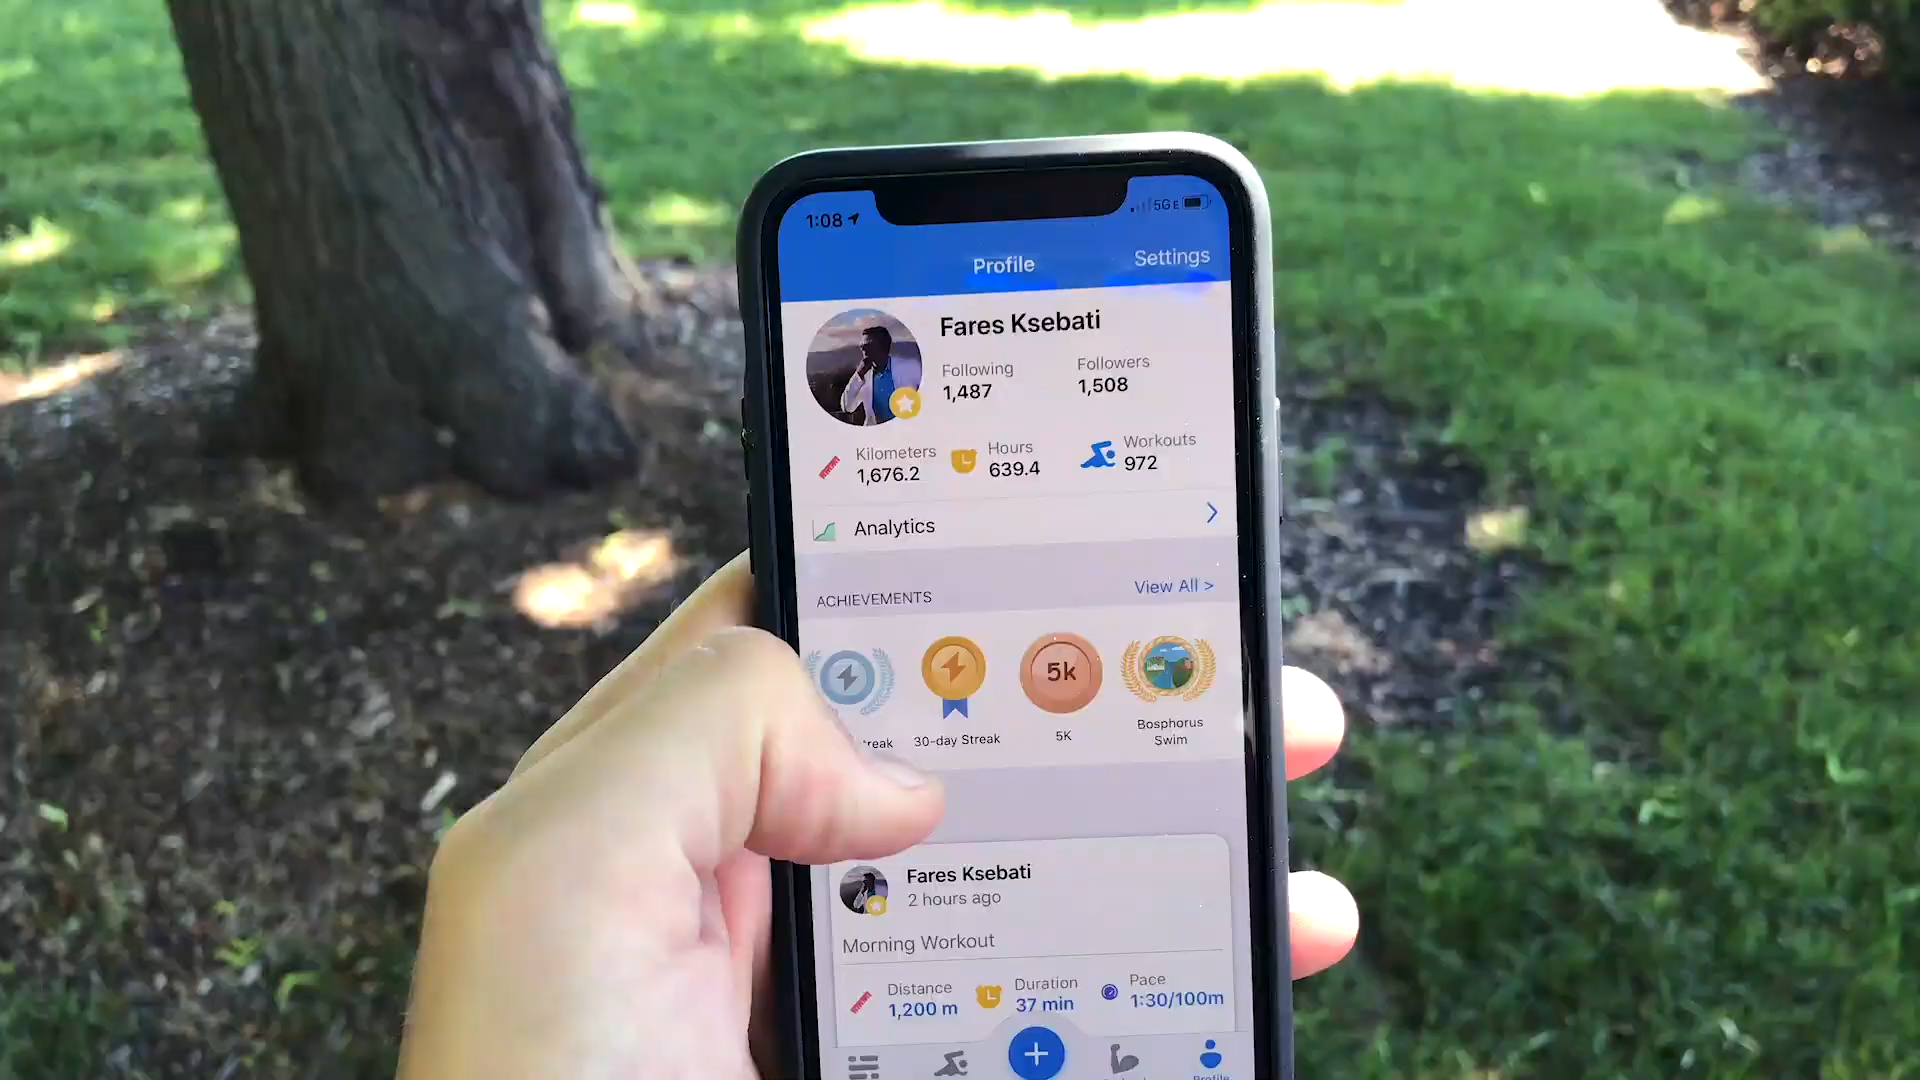 1:08
5GE
Profile
Settings
Fares Ksebati
Following
Followers
1,487
1,508
Kilometers
Hours
Workouts
1,676.2
639.4
972
Analytics
ACHIEVEMENTS
View All >
5k
30-day Streak
5K
Bosphorus
Swim
Fares Ksebati
2 hours ago
Morning Workout
Distance
Duration
Pace
1,200 m
37 min
1:30/100m
Profile